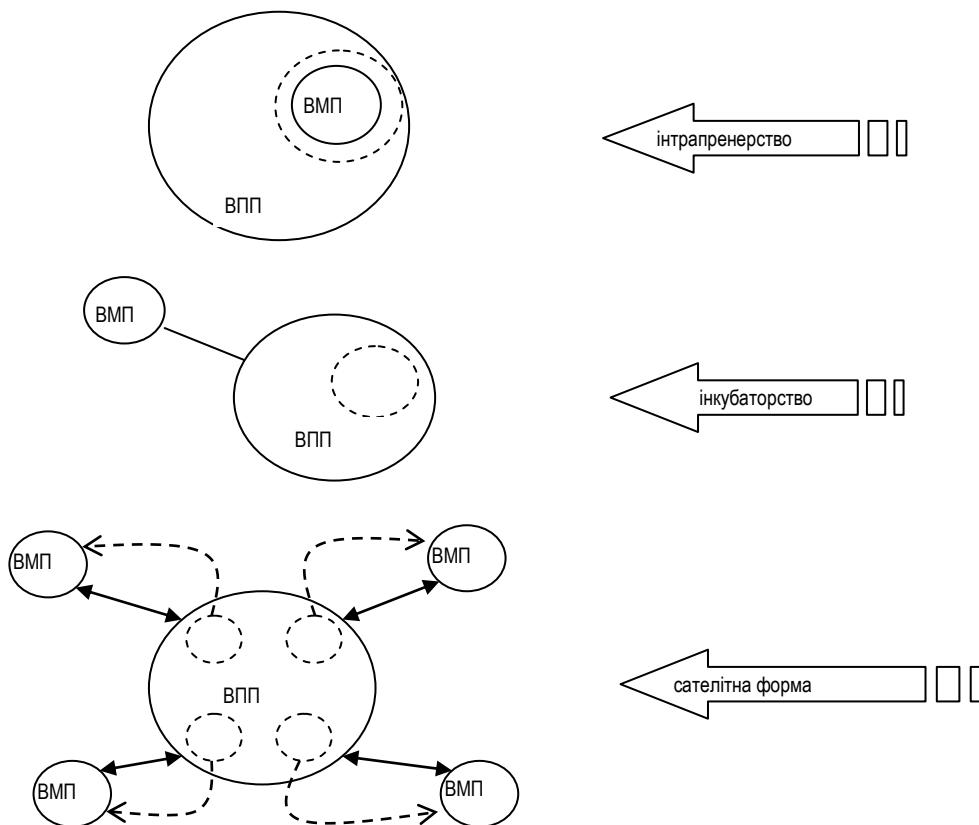 ВМП
інтрапренерство
ВПП
ВМП
інкубаторство
ВПП
ВМП
ВМП
ВПП
сателітна форма
ВМП
ВМП